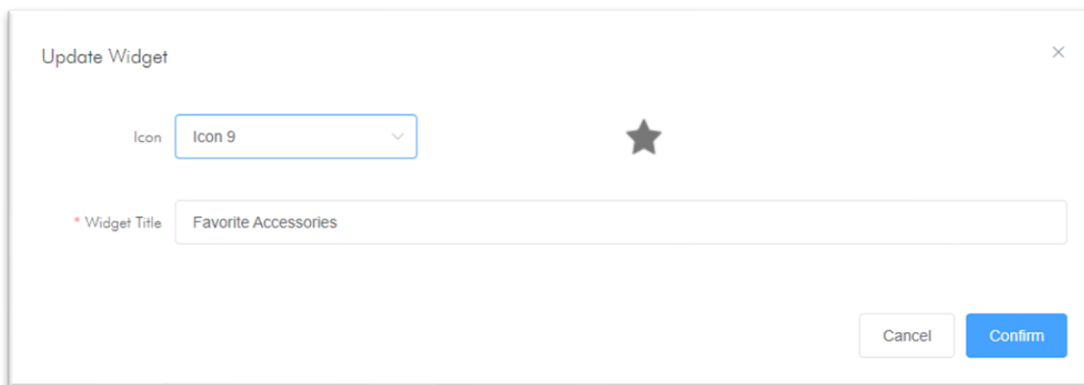 Update Widget
Icon
Icon 9
* Widget Title
Favorite Accessories
Cancel
Confirm